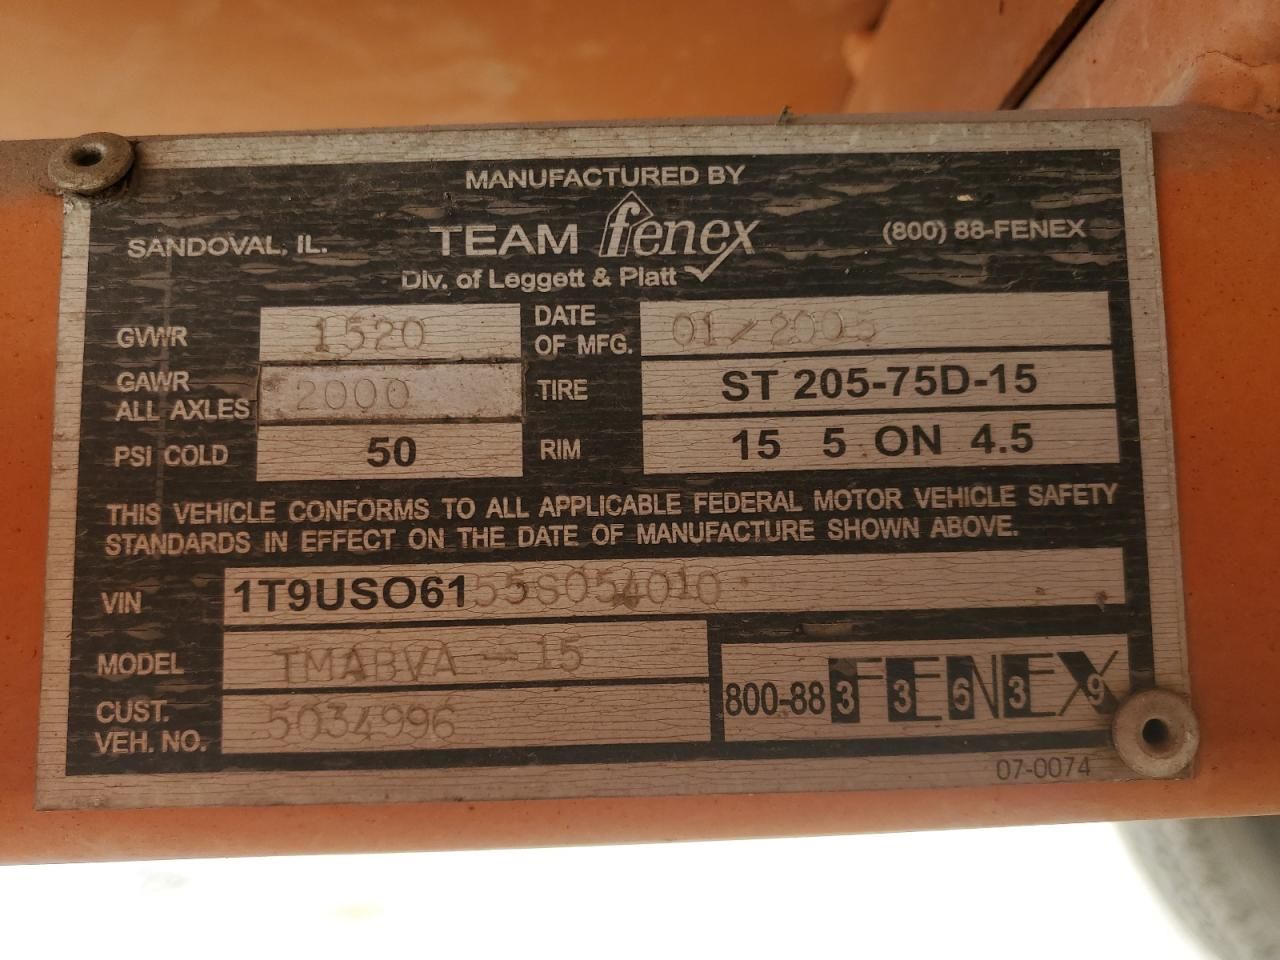 MANUFACTURED BY
SANDOVAL, IL. TEAM fenex (800) 88-FENEX
Div. of Leggett & Platt
GVWR 1520 DATE OF MFG. 01/2005
GAWR ALL AXLES 2000 TIRE ST 205-75D-15
PSI COLD 50 RIM 15 5 ON 4.5
THIS VEHICLE CONFORMS TO ALL APPLICABLE FEDERAL MOTOR VEHICLE SAFETY
STANDARDS IN EFFECT ON THE DATE OF MANUFACTURE SHOWN ABOVE.
VIN 1T9USO61558054010
MODEL TMABVA-15
CUST. VEH. NO. 5034996
800-88 FENEX
3 3 6 3 9
07-0074